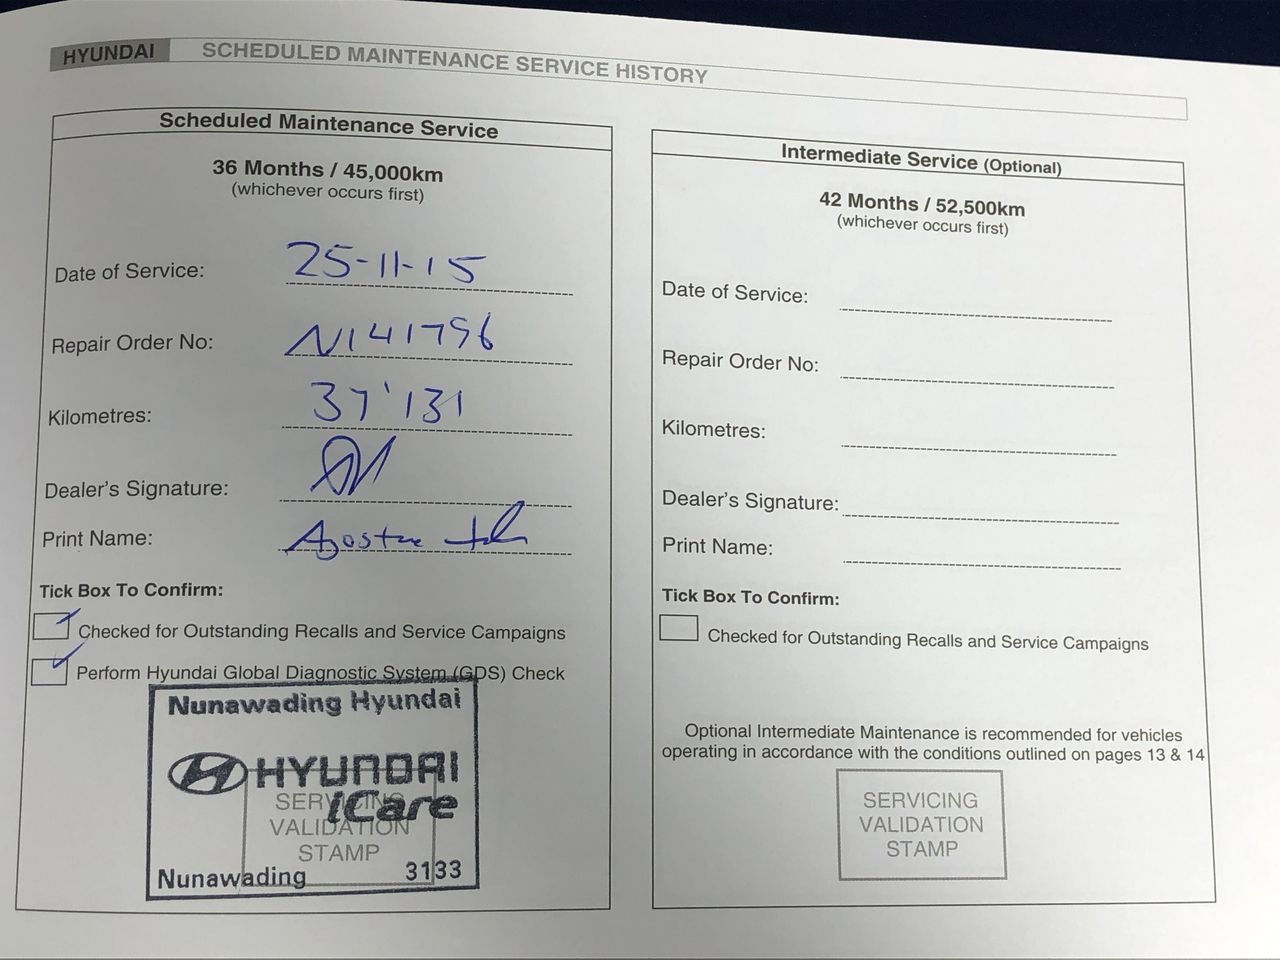 HYUNDAI SCHEDULED MAINTENANCE SERVICE HISTORY
Scheduled Maintenance Service
36 Months / 45,000km
(whichever occurs first)
Date of Service: 25-11-15
Repair Order No: N141796
Kilometres: 37'131
Dealer's Signature:
Print Name:
Tick Box To Confirm:
Checked for Outstanding Recalls and Service Campaigns
Perform Hyundai Global Diagnostic System (GDS) Check
Nunawading Hyundai
HYUNDAI
iCare
SERVICING
VALIDATION
STAMP
Nunawading 3133
Intermediate Service (Optional)
42 Months / 52,500km
(whichever occurs first)
Date of Service:
Repair Order No:
Kilometres:
Dealer's Signature:
Print Name:
Tick Box To Confirm:
Checked for Outstanding Recalls and Service Campaigns
Optional Intermediate Maintenance is recommended for vehicles
operating in accordance with the conditions outlined on pages 13 & 14
SERVICING
VALIDATION
STAMP